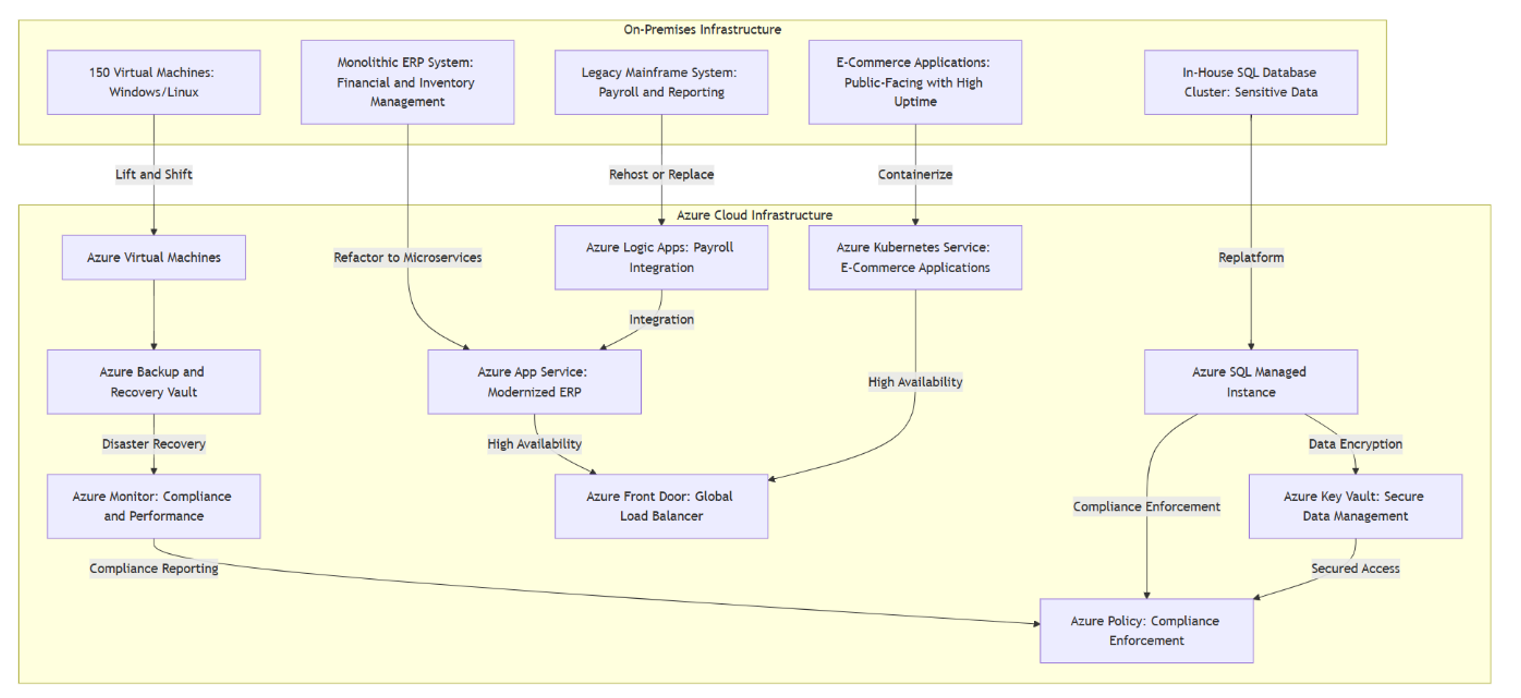 On-Premises Infrastructure
150 Virtual Machines:
Windows/Linux
Monolithic ERP System:
Financial and Inventory
Management
Legacy Mainframe System:
Payroll and Reporting
E-Commerce Applications:
Public-Facing with High
Uptime
In-House SQL Database
Cluster: Sensitive Data
Lift and Shift
Rehost or Replace
Containerize
Azure Cloud Infrastructure
Azure Virtual Machines
Refactor to Microservices
Azure Logic Apps: Payroll
Integration
Azure Kubernetes Service:
E-Commerce Applications
Replatform
Integration
Azure Backup and
Recovery Vault
Azure App Service:
Modernized ERP
High Availability
Azure SQL Managed
Instance
Disaster Recovery
High Availability
Data Encryption
Azure Monitor: Compliance
and Performance
Azure Front Door: Global
Load Balancer
Compliance Enforcement
Azure Key Vault: Secure
Data Management
Compliance Reporting
Secured Access
Azure Policy: Compliance
Enforcement